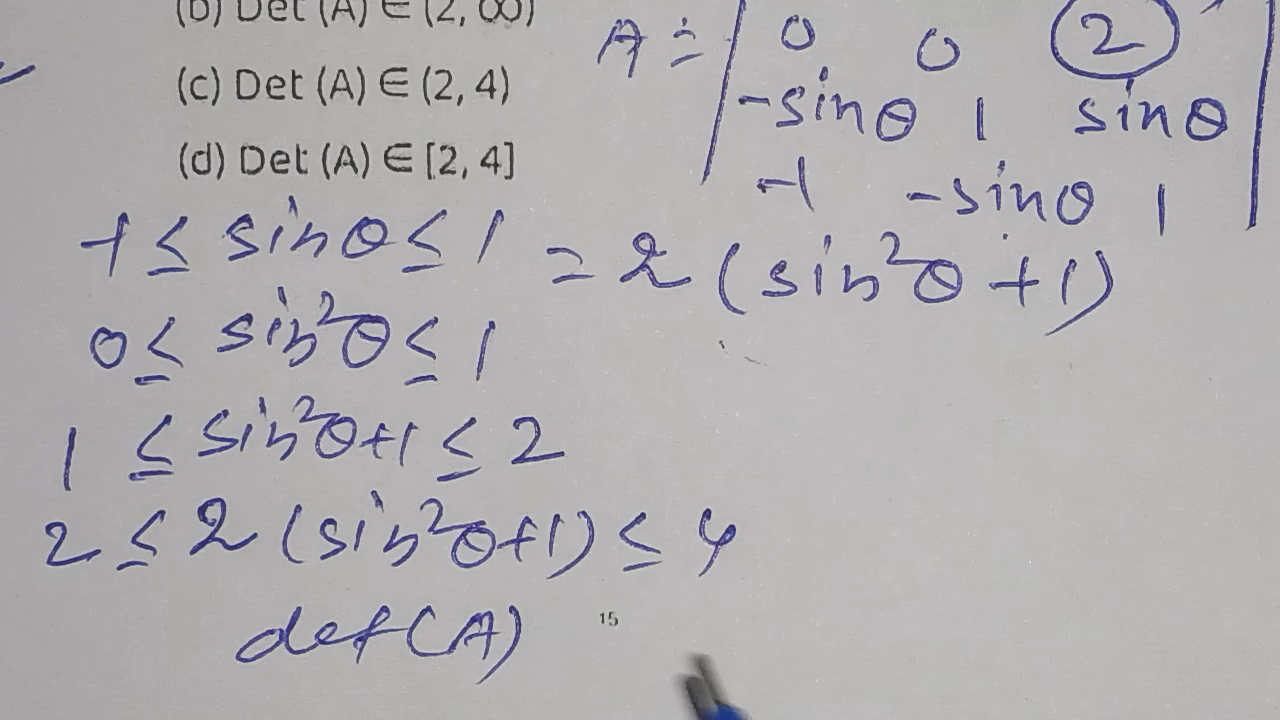 (b) Det (A) ∈ (2, ∞)
(c) Det (A) ∈ (2, 4)
(d) Det (A) ∈ [2, 4]
A = | 0 0 2 |
| -sinθ 1 sinθ |
| -1 -sinθ 1 |
= 2 (sin²θ + 1)
-1 ≤ sinθ ≤ 1
0 ≤ sin²θ ≤ 1
1 ≤ sin²θ+1 ≤ 2
2 ≤ 2 (sin²θ+1) ≤ 4
det(A)
15